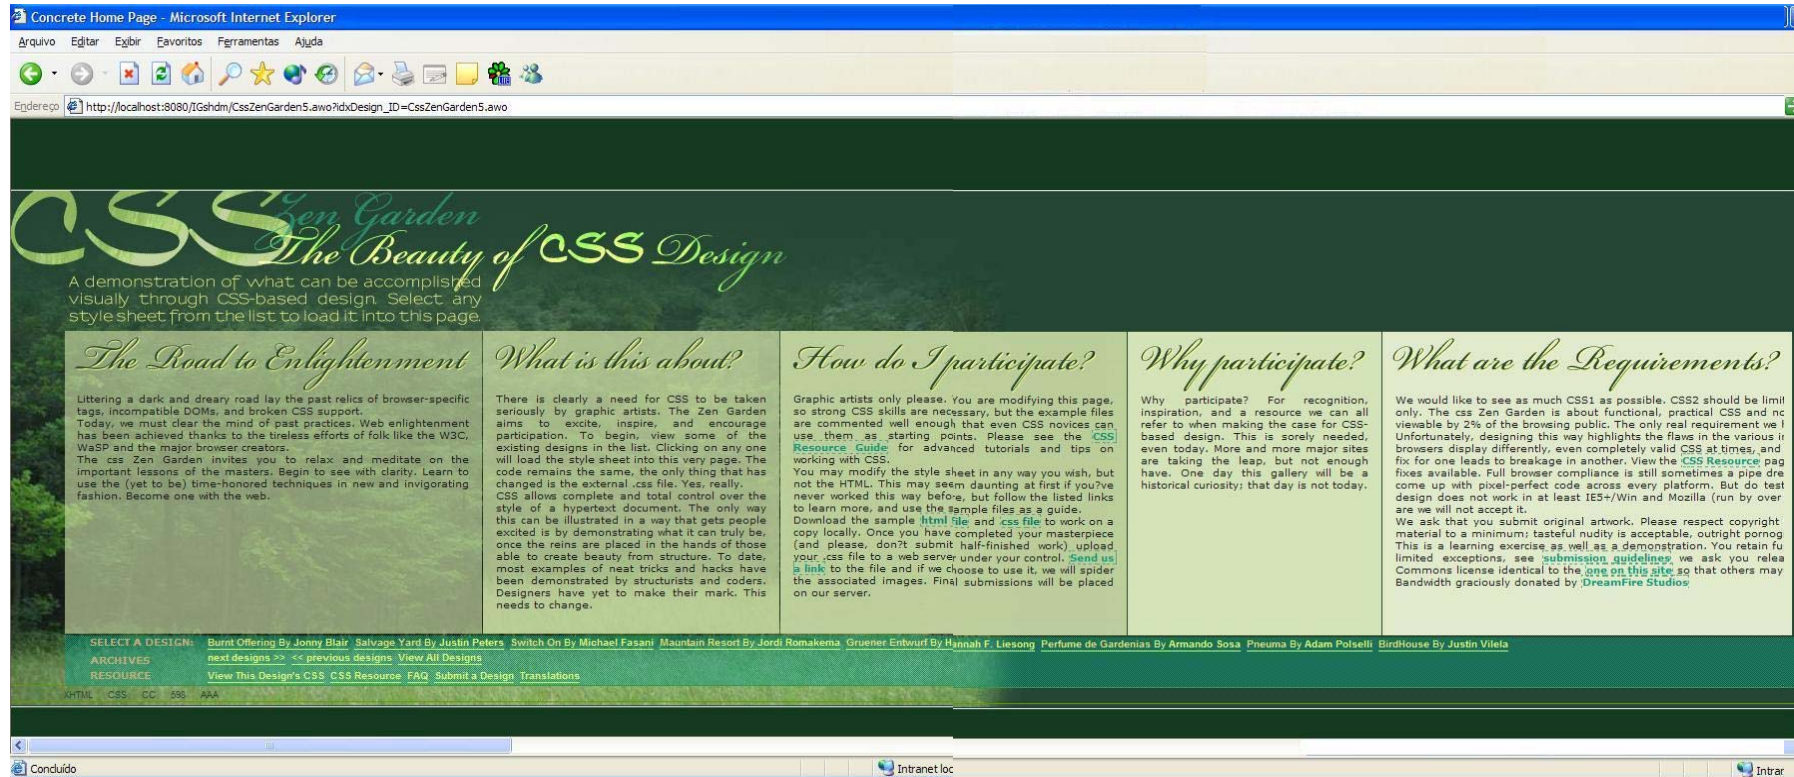 Concrete Home Page - Microsoft Internet Explorer
Arquivo Editar Exibir Favoritos Ferramentas Ajuda
Endereço http://localhost:8080/IGshdm/CssZenGarden5.awo?idxDesign_ID=CssZenGarden5.awo
CSS Zen Garden
The Beauty of CSS Design
A demonstration of what can be accomplished
visually through CSS-based design. Select any
style sheet from the list to load it into this page.
The Road to Enlightenment
Littering a dark and dreary road lay the past relics of browser-specific
tags, incompatible DOMs, and broken CSS support.
Today, we must clear the mind of past practices. Web enlightenment
has been achieved thanks to the tireless efforts of folk like the W3C,
WaSP and the major browser creators.
The css Zen Garden invites you to relax and meditate on the
important lessons of the masters. Begin to see with clarity. Learn to
use the (yet to be) time-honored techniques in new and invigorating
fashion. Become one with the web.
What is this about?
There is clearly a need for CSS to be taken
seriously by graphic artists. The Zen Garden
aims to excite, inspire, and encourage
participation. To begin, view some of the
existing designs in the list. Clicking on any one
will load the style sheet into this very page. The
code remains the same, the only thing that has
changed is the external .css file. Yes, really.
CSS allows complete and total control over the
style of a hypertext document. The only way
this can be illustrated in a way that gets people
excited is by demonstrating what it can truly be,
once the reins are placed in the hands of those
able to create beauty from structure. To date,
most examples of neat tricks and hacks have
been demonstrated by structurists and coders.
Designers have yet to make their mark. This
needs to change.
How do I participate?
Graphic artists only please. You are modifying this page,
so strong CSS skills are necessary, but the example files
are commented well enough that even CSS novices can
use them as starting points. Please see the CSS
Resource Guide for advanced tutorials and tips on
working with CSS.
You may modify the style sheet in any way you wish, but
not the HTML. This may seem daunting at first if you?ve
never worked this way before, but follow the listed links
to learn more, and use the sample files as a guide.
Download the sample html file and css file to work on a
copy locally. Once you have completed your masterpiece
(and please, don?t submit half-finished work) upload
your .css file to a web server under your control. Send us
a link to the file and if we choose to use it, we will spider
the associated images. Final submissions will be placed
on our server.
Why participate?
Why participate? For recognition,
inspiration, and a resource we can all
refer to when making the case for CSS-
based design. This is sorely needed,
even today. More and more major sites
are taking the leap, but not enough
have. One day this gallery will be a
historical curiosity; that day is not today.
What are the Requirements?
We would like to see as much CSS1 as possible. CSS2 should be limit
only. The css Zen Garden is about functional, practical CSS and nc
viewable by 2% of the browsing public. The only real requirement we
Unfortunately, designing this way highlights the flaws in the various
browsers display differently, even completely valid CSS at times, and
fix for one leads to breakage in another. View the CSS Resource pag
fixes available. Full browser compliance is still sometimes a pipe dre
come up with pixel-perfect code across every platform. But do test
design does not work in at least IE5+/Win and Mozilla (run by over
are we will not accept it.
We ask that you submit original artwork. Please respect copyright
material to a minimum; tasteful nudity is acceptable, outright pornog
This is a learning exercise as well as a demonstration. You retain fu
limited exceptions, see submission guidelines we ask you relea
Commons license identical to the one on this site so that others may
Bandwidth graciously donated by DreamFire Studios
SELECT A DESIGN: Burnt Offering By Jonny Blair Salvage Yard By Justin Peters Switch On By Michael Fasani Mauntain Resort By Jordi Romakema Gruener Entwurf By Hannah F. Liesong Perfume de Gardenias By Armando Sosa Pneuma By Adam Polselli BirdHouse By Justin Vilela
ARCHIVES next designs >> << previous designs View All Designs
RESOURCE View This Design's CSS CSS Resource FAQ Submit a Design Translations
XHTML CSS CC 508 AAA
Concluído Intranet loc Intrar